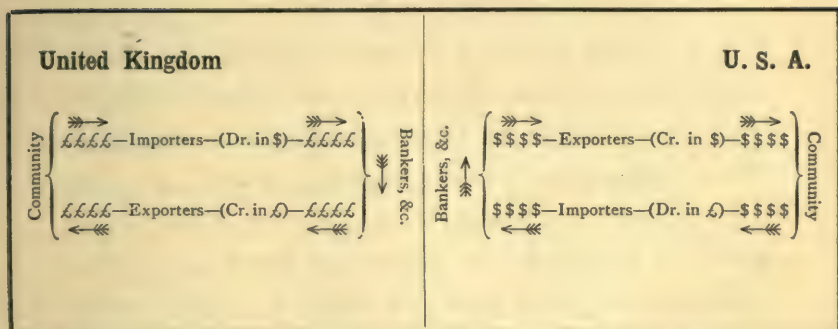 United Kingdom
U. S. A.
Community
££££—Importers—(Dr. in $)—££££
££££—Exporters—(Cr. in £)—££££
Bankers, &c.
Bankers, &c.
$$$$—Exporters—(Cr. in $)—$$$$
$$$$—Importers—(Dr. in £)—$$$$
Community